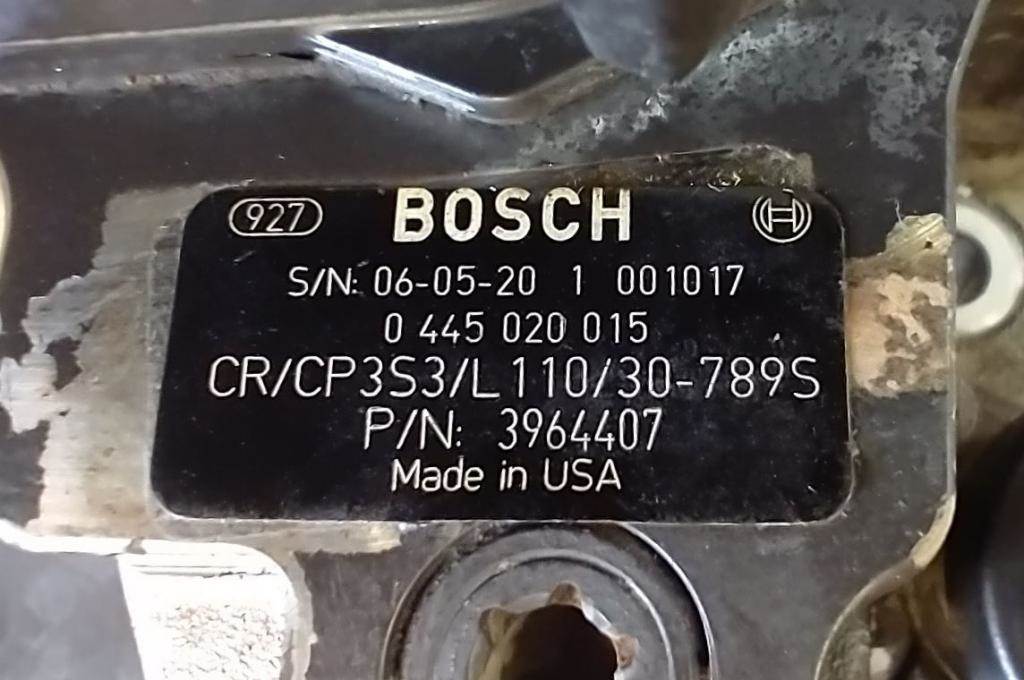 927 BOSCH
S/N: 06-05-20 1 001017
0 445 020 015
CR/CP3S3/L110/30-789S
P/N: 3964407
Made in USA